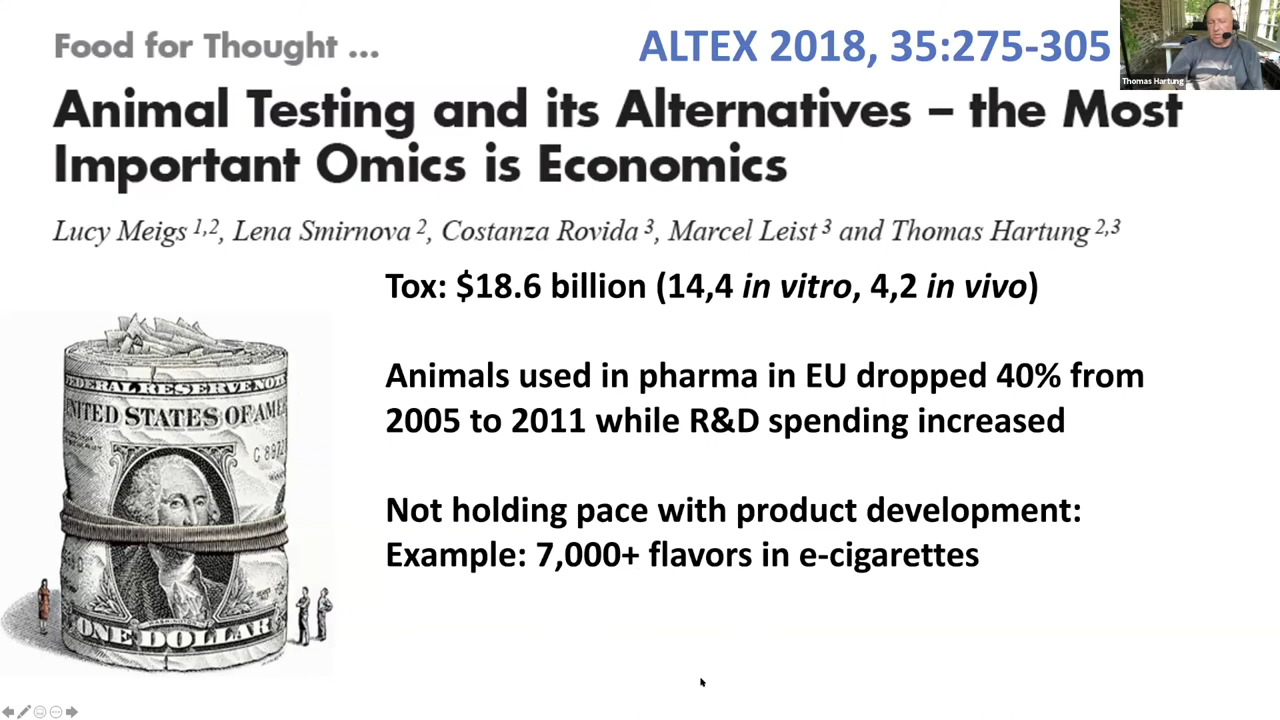 Food for Thought ...
ALTEX 2018, 35:275-305
Thomas Hartung
Animal Testing and its Alternatives – the Most
Important Omics is Economics
Lucy Meigs 1,2, Lena Smirnova 2, Costanza Rovida 3, Marcel Leist 3 and Thomas Hartung 2,3
Tox: $18.6 billion (14,4 in vitro, 4,2 in vivo)
Animals used in pharma in EU dropped 40% from
2005 to 2011 while R&D spending increased
Not holding pace with product development:
Example: 7,000+ flavors in e-cigarettes
FEDERAL RESERVE NOTE
UNITED STATES OF AME
ONE DOLLAR